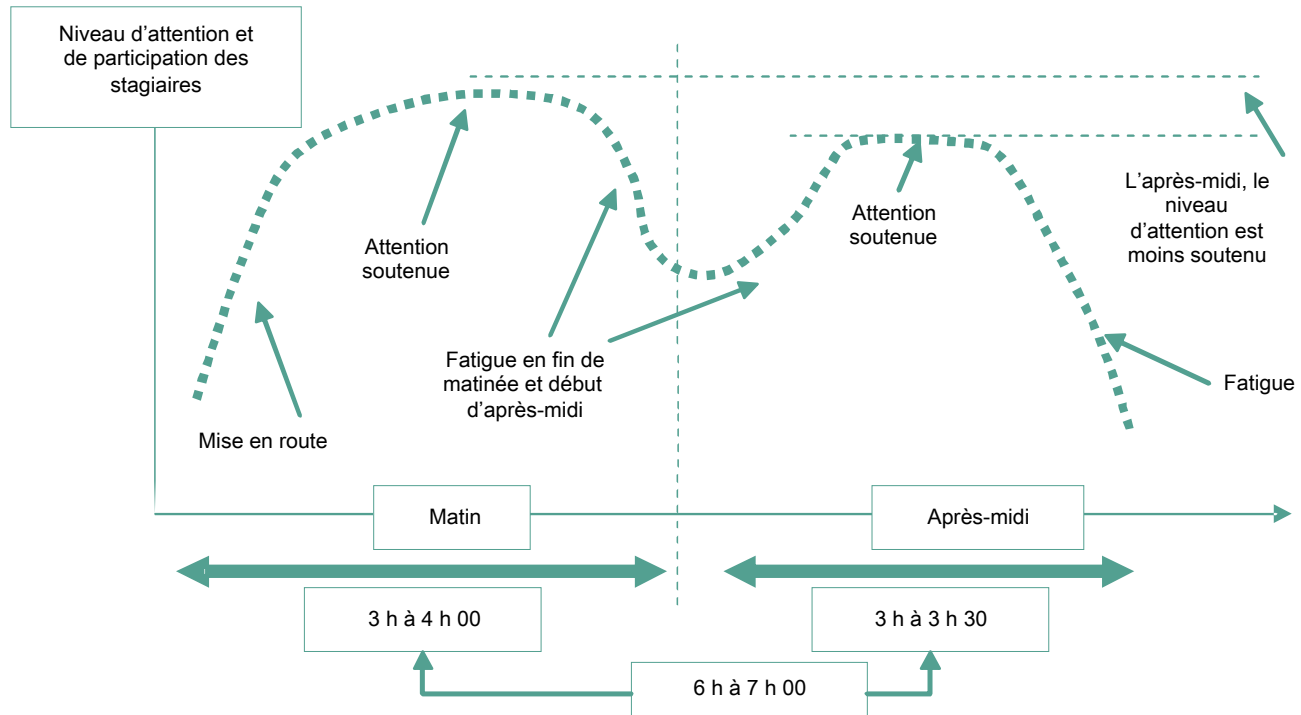 Niveau d’attention et
de participation des
stagiaires
Attention
soutenue
Attention
soutenue
L’après-midi, le
niveau
d’attention est
moins soutenu
Fatigue en fin de
matinée et début
d’après-midi
Fatigue
Mise en route
Matin
Après-midi
3 h à 4 h 00
3 h à 3 h 30
6 h à 7 h 00